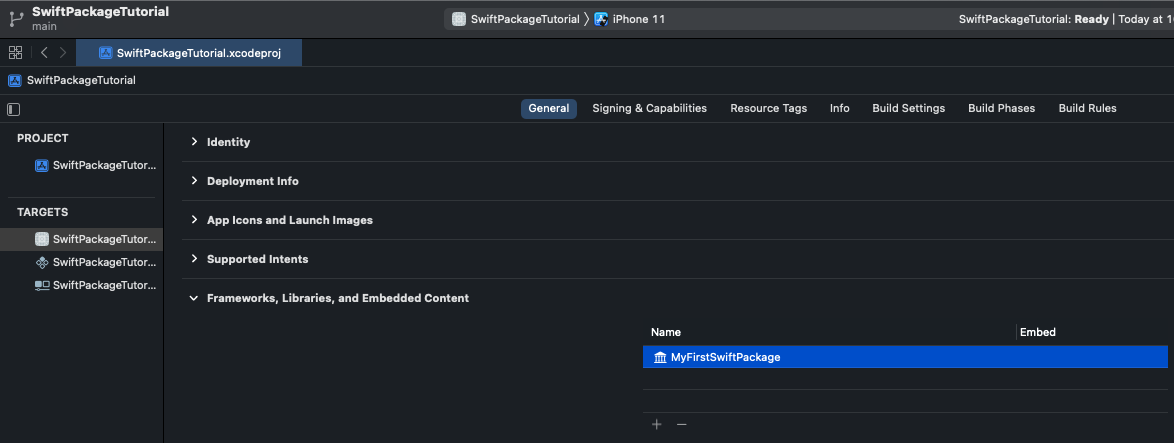 SwiftPackageTutorial
main
SwiftPackageTutorial 〉 iPhone 11
SwiftPackageTutorial: Ready | Today at 1
SwiftPackageTutorial.xcodeproj
SwiftPackageTutorial
General Signing & Capabilities Resource Tags Info Build Settings Build Phases Build Rules
PROJECT
SwiftPackageTutor...
TARGETS
SwiftPackageTutor...
SwiftPackageTutor...
SwiftPackageTutor...
Identity
Deployment Info
App Icons and Launch Images
Supported Intents
Frameworks, Libraries, and Embedded Content
Name Embed
MyFirstSwiftPackage